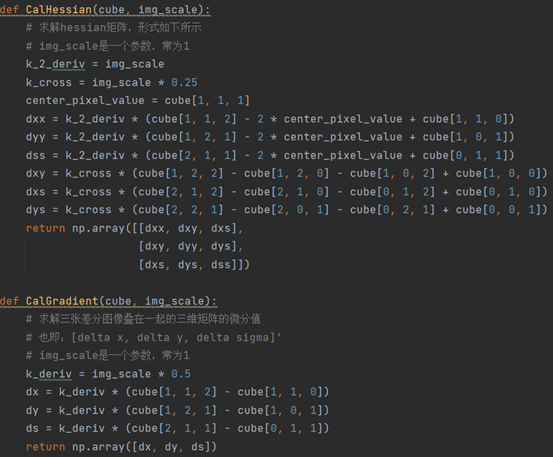 def CalHessian(cube, img_scale):
    # 求解hessian矩阵，形式如下所示
    # img_scale是一个参数，常为1
    k_2_deriv = img_scale
    k_cross = img_scale * 0.25
    center_pixel_value = cube[1, 1, 1]
    dxx = k_2_deriv * (cube[1, 1, 2] - 2 * center_pixel_value + cube[1, 1, 0])
    dyy = k_2_deriv * (cube[1, 2, 1] - 2 * center_pixel_value + cube[1, 0, 1])
    dss = k_2_deriv * (cube[2, 1, 1] - 2 * center_pixel_value + cube[0, 1, 1])
    dxy = k_cross * (cube[1, 2, 2] - cube[1, 2, 0] - cube[1, 0, 2] + cube[1, 0, 0])
    dxs = k_cross * (cube[2, 1, 2] - cube[2, 1, 0] - cube[0, 1, 2] + cube[0, 1, 0])
    dys = k_cross * (cube[2, 2, 1] - cube[2, 0, 1] - cube[0, 2, 1] + cube[0, 0, 1])
    return np.array([[dxx, dxy, dxs],
                     [dxy, dyy, dys],
                     [dxs, dys, dss]])
def CalGradient(cube, img_scale):
    # 求解三张差分图像叠在一起的三维矩阵的微分值
    # 也即，[delta x, delta y, delta sigma]'
    # img_scale是一个参数，常为1
    k_deriv = img_scale * 0.5
    dx = k_deriv * (cube[1, 1, 2] - cube[1, 1, 0])
    dy = k_deriv * (cube[1, 2, 1] - cube[1, 0, 1])
    ds = k_deriv * (cube[2, 1, 1] - cube[0, 1, 1])
    return np.array([dx, dy, ds])